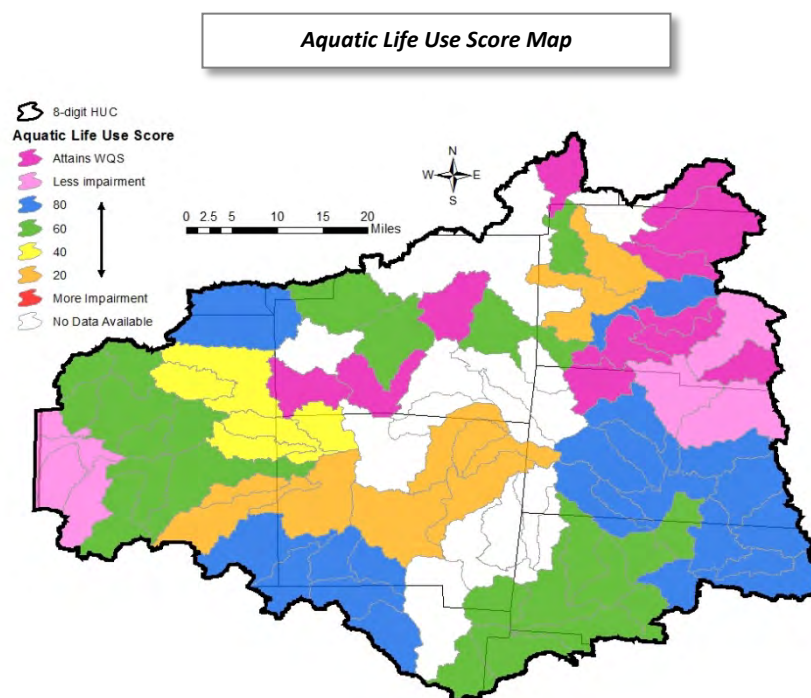 Aquatic Life Use Score Map
8-digit HUC
Aquatic Life Use Score
Attains WQS
Less impairment
80
60
40
20
More Impairment
No Data Available
N
W E
S
0 2.5 5 10 15 20
Miles